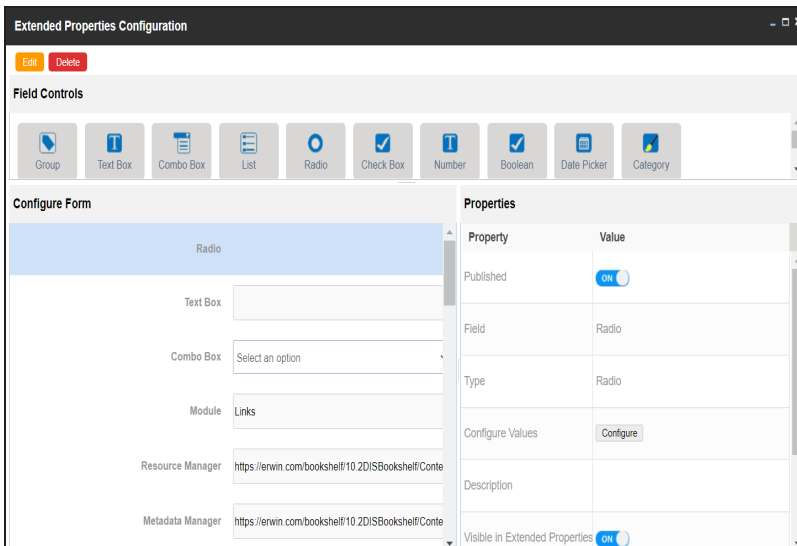 Extended Properties Configuration
Edit Delete
Field Controls
Group Text Box Combo Box List Radio Check Box Number Boolean Date Picker Category
Configure Form
Radio
Text Box
Combo Box Select an option
Module Links
Resource Manager https://erwin.com/bookshelf/10.2DISBookshelf/Conte
Metadata Manager https://erwin.com/bookshelf/10.2DISBookshelf/Conte
Properties
Property Value
Published ON
Field Radio
Type Radio
Configure Values Configure
Description
Visible in Extended Properties ON